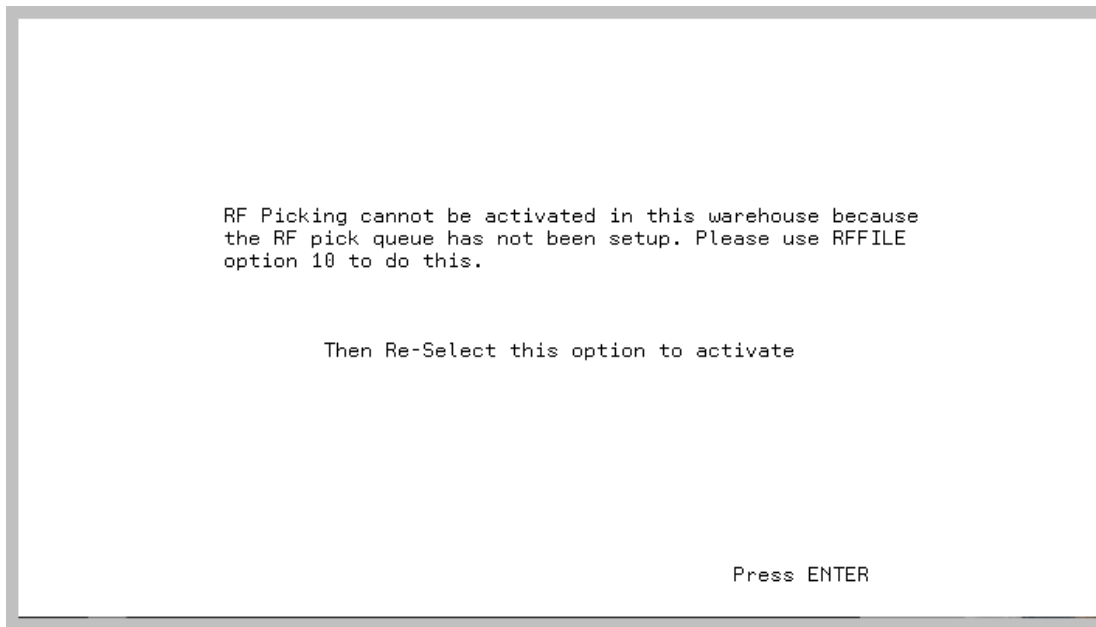 RF Picking cannot be activated in this warehouse because
the RF pick queue has not been setup. Please use RFFILE
option 10 to do this.
Then Re-Select this option to activate
Press ENTER